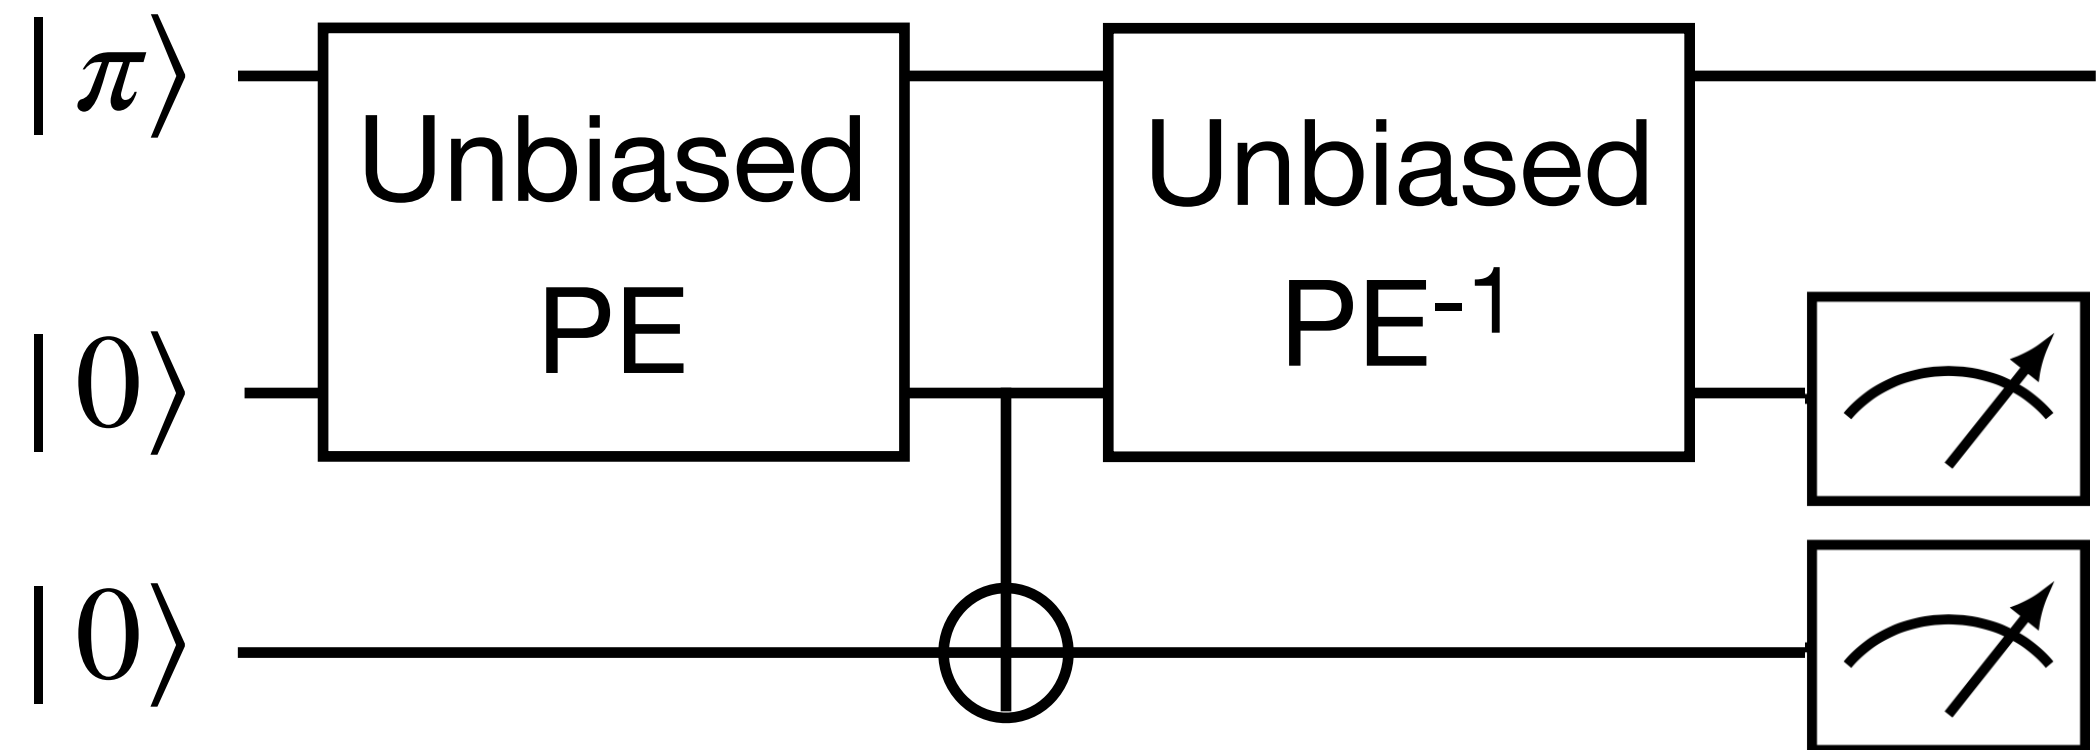 |π⟩
Unbiased
PE
Unbiased
PE⁻¹
|0⟩
|0⟩